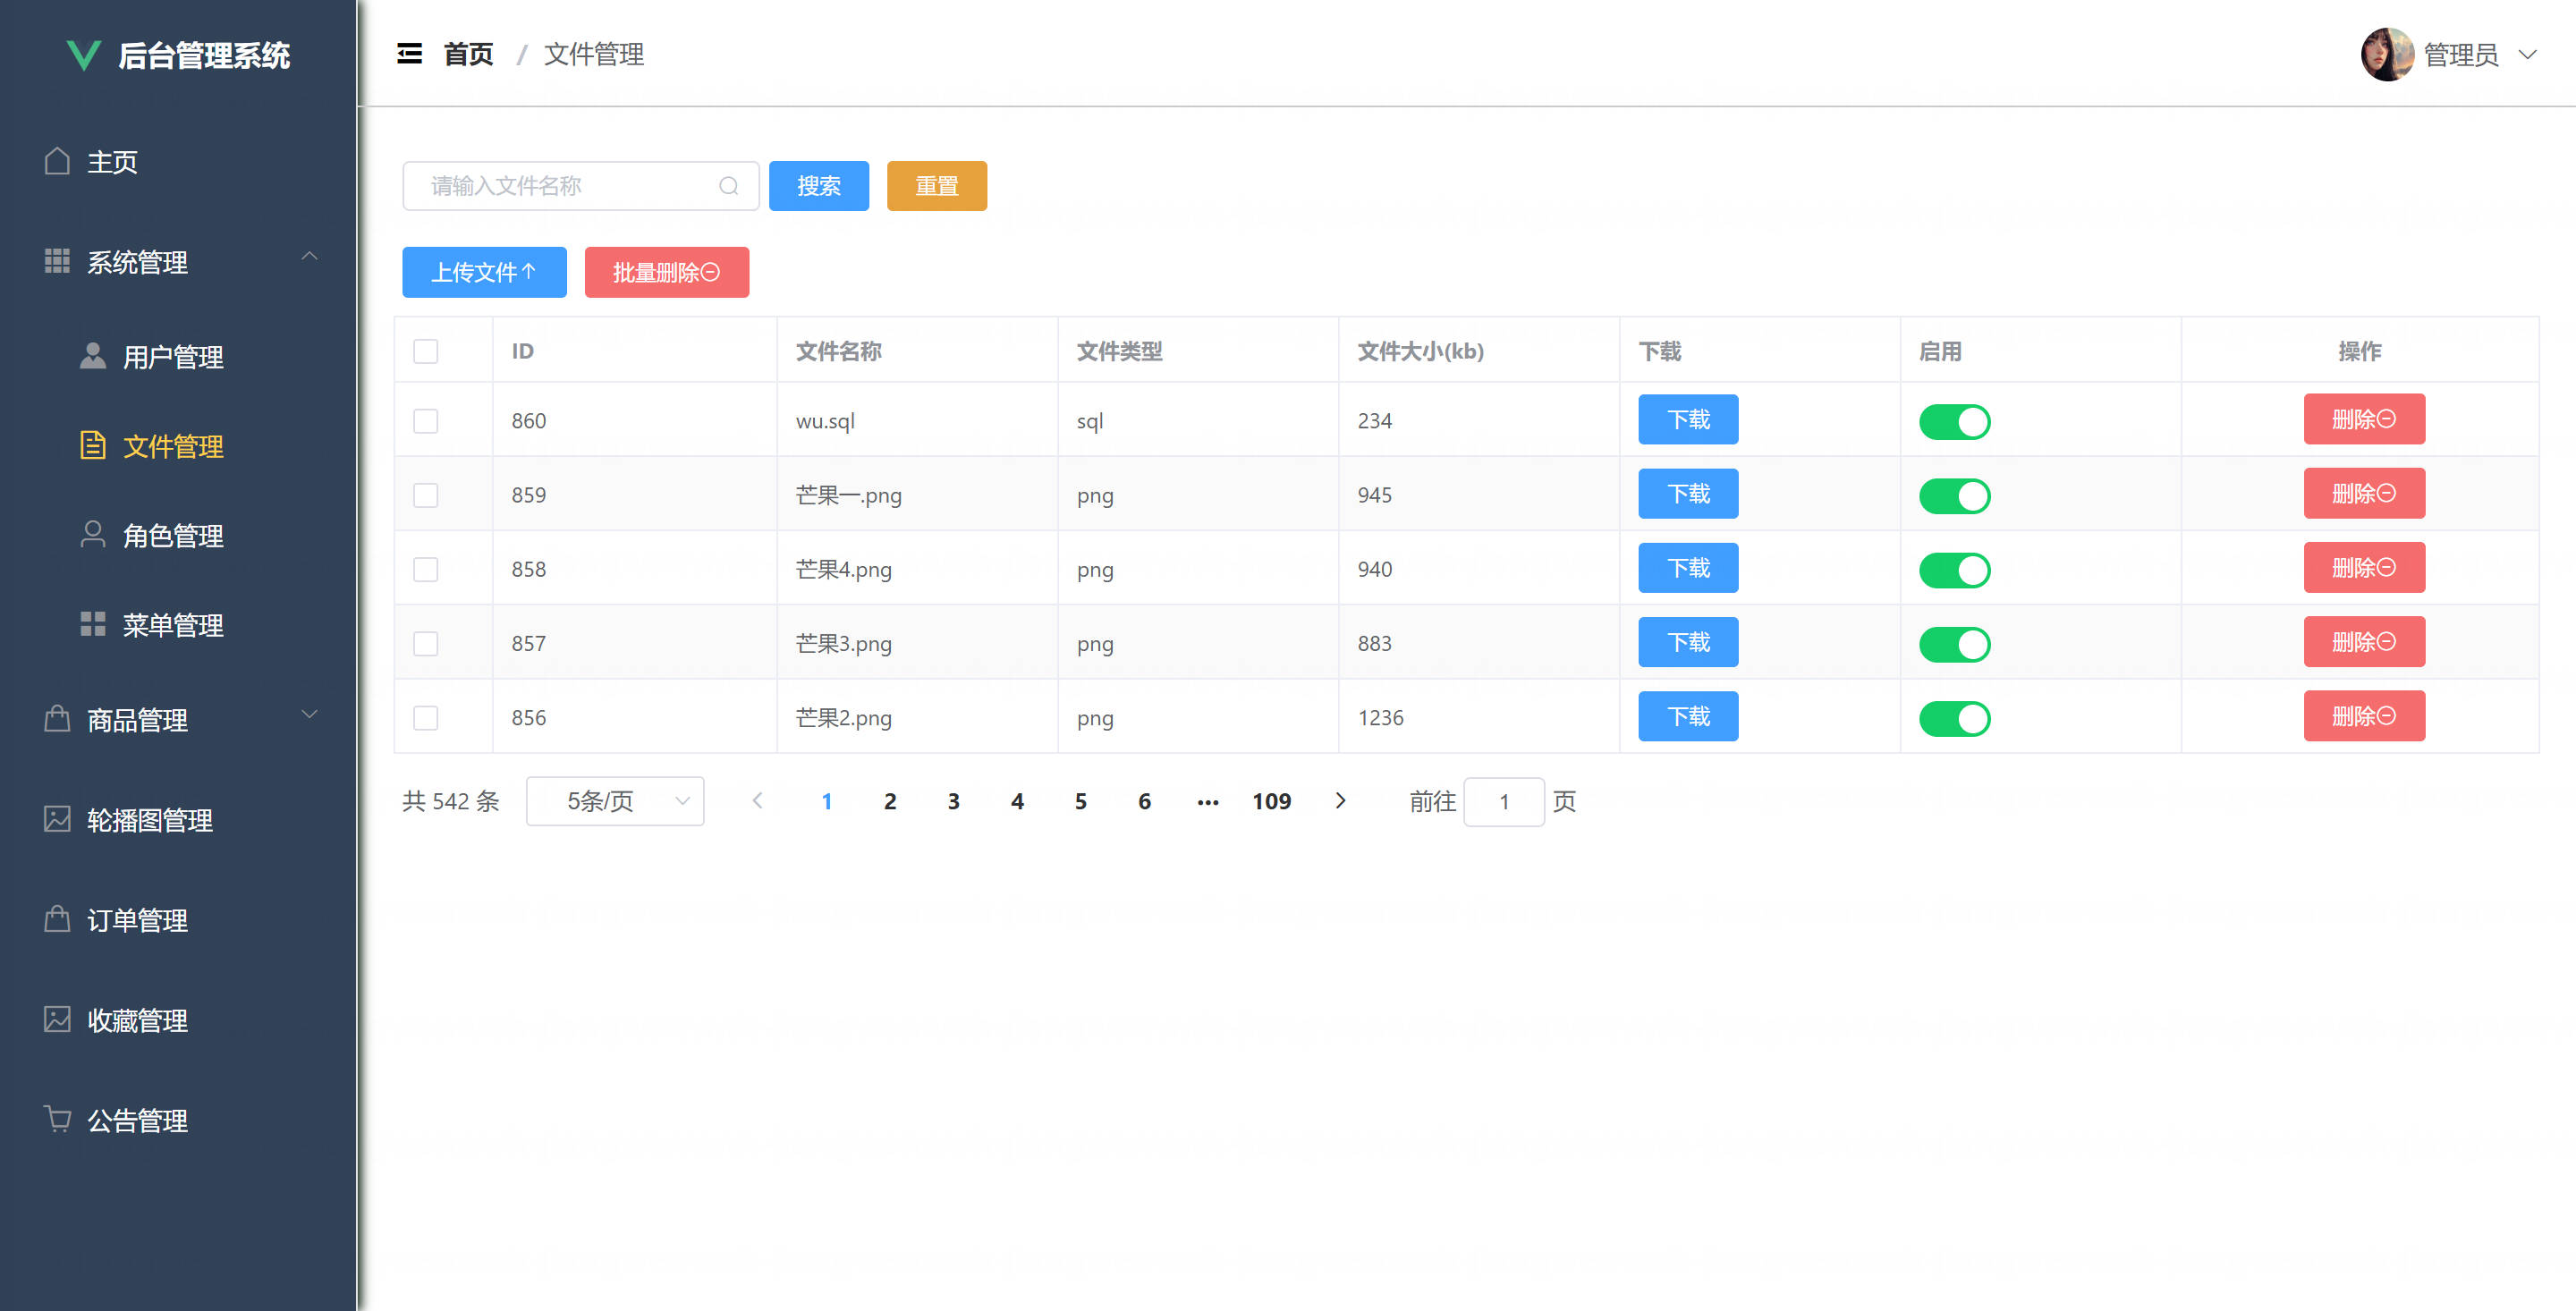 后台管理系统
首页 / 文件管理
管理员
主页
系统管理
用户管理
文件管理
角色管理
菜单管理
商品管理
轮播图管理
订单管理
收藏管理
公告管理
请输入文件名称 搜索 重置
上传文件 批量删除
ID 文件名称 文件类型 文件大小(kb) 下载 启用 操作
860 wu.sql sql 234 下载 删除
859 芒果一.png png 945 下载 删除
858 芒果4.png png 940 下载 删除
857 芒果3.png png 883 下载 删除
856 芒果2.png png 1236 下载 删除
共 542 条 5条/页 1 2 3 4 5 6 ... 109 前往 1 页